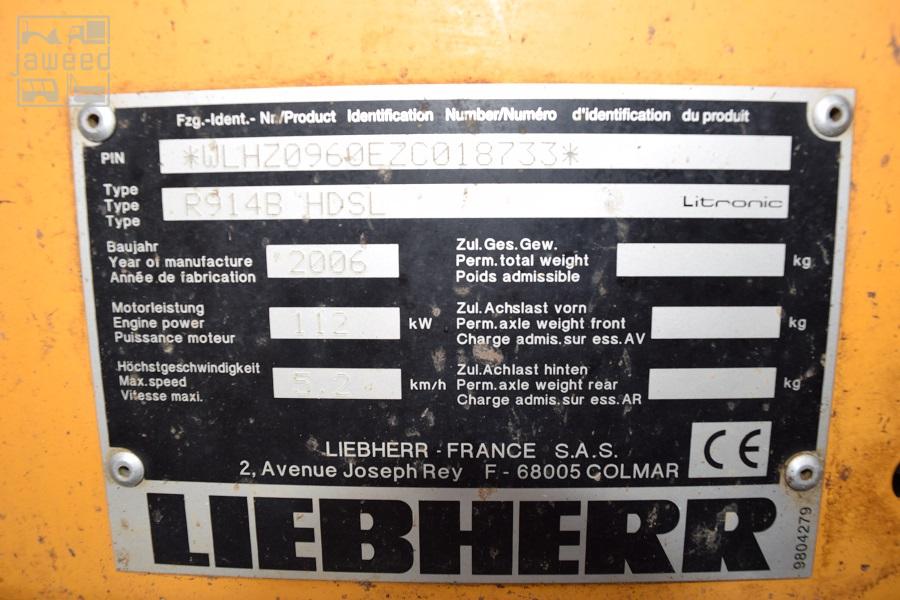 jaweed
Fzg.-Ident.- Nr./Product Identification Number/Numéro d'Identification du produit
PIN *WLHZ0960EZC018733*
Type
Type
Type
R914B HDSL Litronic
Baujahr
Year of manufacture
Année de fabrication
2006
Zul.Ges.Gew.
Perm.total weight
Poids admissible
kg
Motorleistung
Engine power
Puissance moteur
112 kW
Zul.Achslast vorn
Perm.axle weight front
Charge admis.sur ess.AV
kg
Höchstgeschwindigkeit
Max.speed
Vitesse maxi.
5.2 km/h
Zul.Achlast hinten
Perm.axle weight rear
Charge admis.sur ess.AR
kg
LIEBHERR - FRANCE S.A.S.
2, Avenue Joseph Rey F - 68005 COLMAR
CE
LIEBHERR
9804279